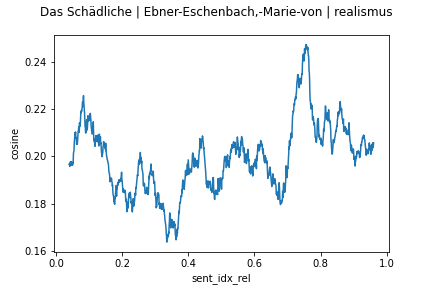 Das Schädliche | Ebner-Eschenbach,-Marie-von | realismus
0.24
0.22
0.20
0.18
0.16
cosine
0.0 0.2 0.4 0.6 0.8 1.0
sent_idx_rel